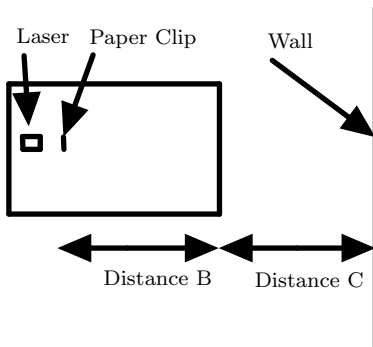 Laser
Paper Clip
Wall
Distance B
Distance C